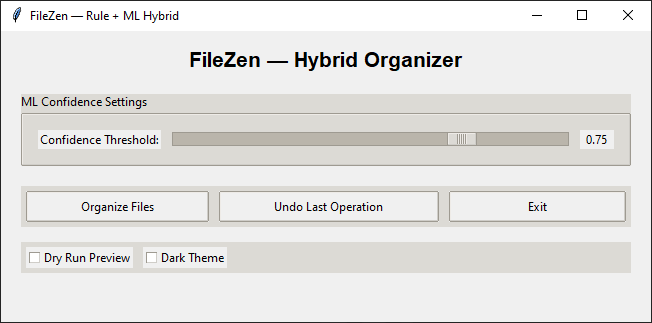 FileZen — Rule + ML Hybrid
FileZen — Hybrid Organizer
ML Confidence Settings
Confidence Threshold: 0.75
Organize Files Undo Last Operation Exit
Dry Run Preview Dark Theme